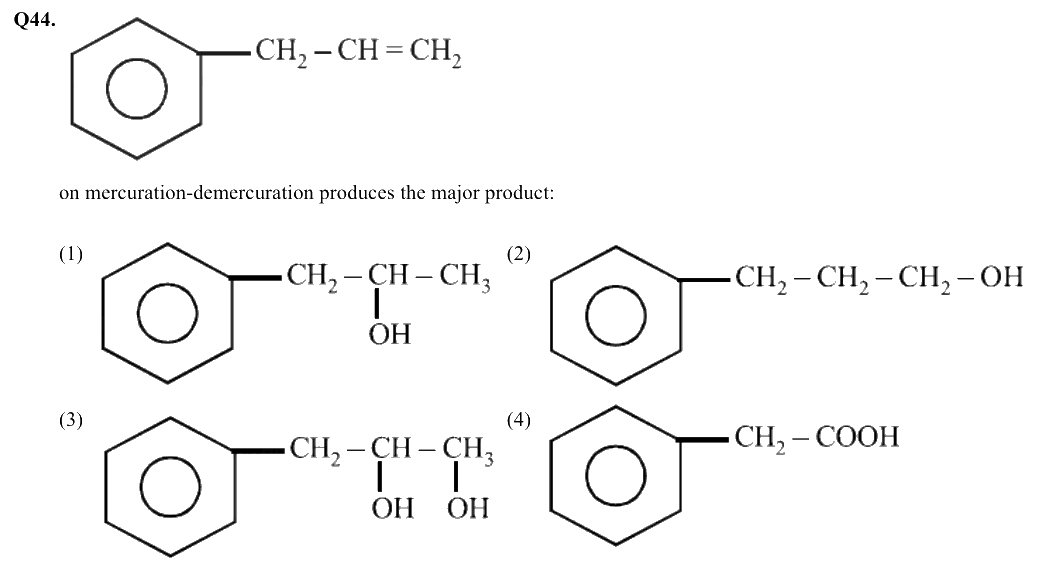 Q44.
CH₂ – CH = CH₂
on mercuration-demercuration produces the major product:
(1) CH₂ – CH – CH₃
OH
(2) CH₂ – CH₂ – CH₂ – OH
(3) CH₂ – CH – CH₃
OH OH
(4) CH₂ – COOH